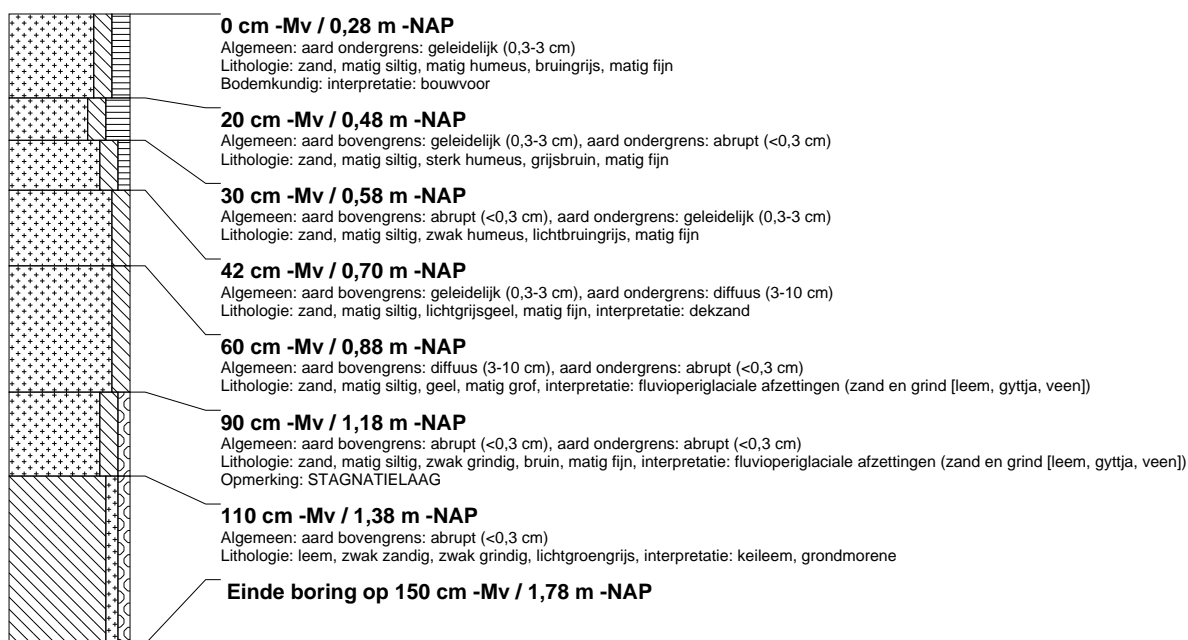 0 cm -Mv / 0,28 m -NAP
Algemeen: aard ondergrens: geleidelijk (0,3-3 cm)
Lithologie: zand, matig siltig, matig humeus, bruingrijs, matig fijn
Bodemkundig: interpretatie: bouwvoor
20 cm -Mv / 0,48 m -NAP
Algemeen: aard bovengrens: geleidelijk (0,3-3 cm), aard ondergrens: abrupt (<0,3 cm)
Lithologie: zand, matig siltig, sterk humeus, grijsbruin, matig fijn
30 cm -Mv / 0,58 m -NAP
Algemeen: aard bovengrens: abrupt (<0,3 cm), aard ondergrens: geleidelijk (0,3-3 cm)
Lithologie: zand, matig siltig, zwak humeus, lichtbruingrijs, matig fijn
42 cm -Mv / 0,70 m -NAP
Algemeen: aard bovengrens: geleidelijk (0,3-3 cm), aard ondergrens: diffuus (3-10 cm)
Lithologie: zand, matig siltig, lichtgrijsgeel, matig fijn, interpretatie: dekzand
60 cm -Mv / 0,88 m -NAP
Algemeen: aard bovengrens: diffuus (3-10 cm), aard ondergrens: abrupt (<0,3 cm)
Lithologie: zand, matig siltig, geel, matig grof, interpretatie: fluvioperiglaciale afzettingen (zand en grind [leem, gyttja, veen])
90 cm -Mv / 1,18 m -NAP
Algemeen: aard bovengrens: abrupt (<0,3 cm), aard ondergrens: abrupt (<0,3 cm)
Lithologie: zand, matig siltig, zwak grindig, bruin, matig fijn, interpretatie: fluvioperiglaciale afzettingen (zand en grind [leem, gyttja, veen])
Opmerking: STAGNATIELAAG
110 cm -Mv / 1,38 m -NAP
Algemeen: aard bovengrens: abrupt (<0,3 cm)
Lithologie: leem, zwak zandig, zwak grindig, lichtgroengrijs, interpretatie: keileem, grondmorene
Einde boring op 150 cm -Mv / 1,78 m -NAP